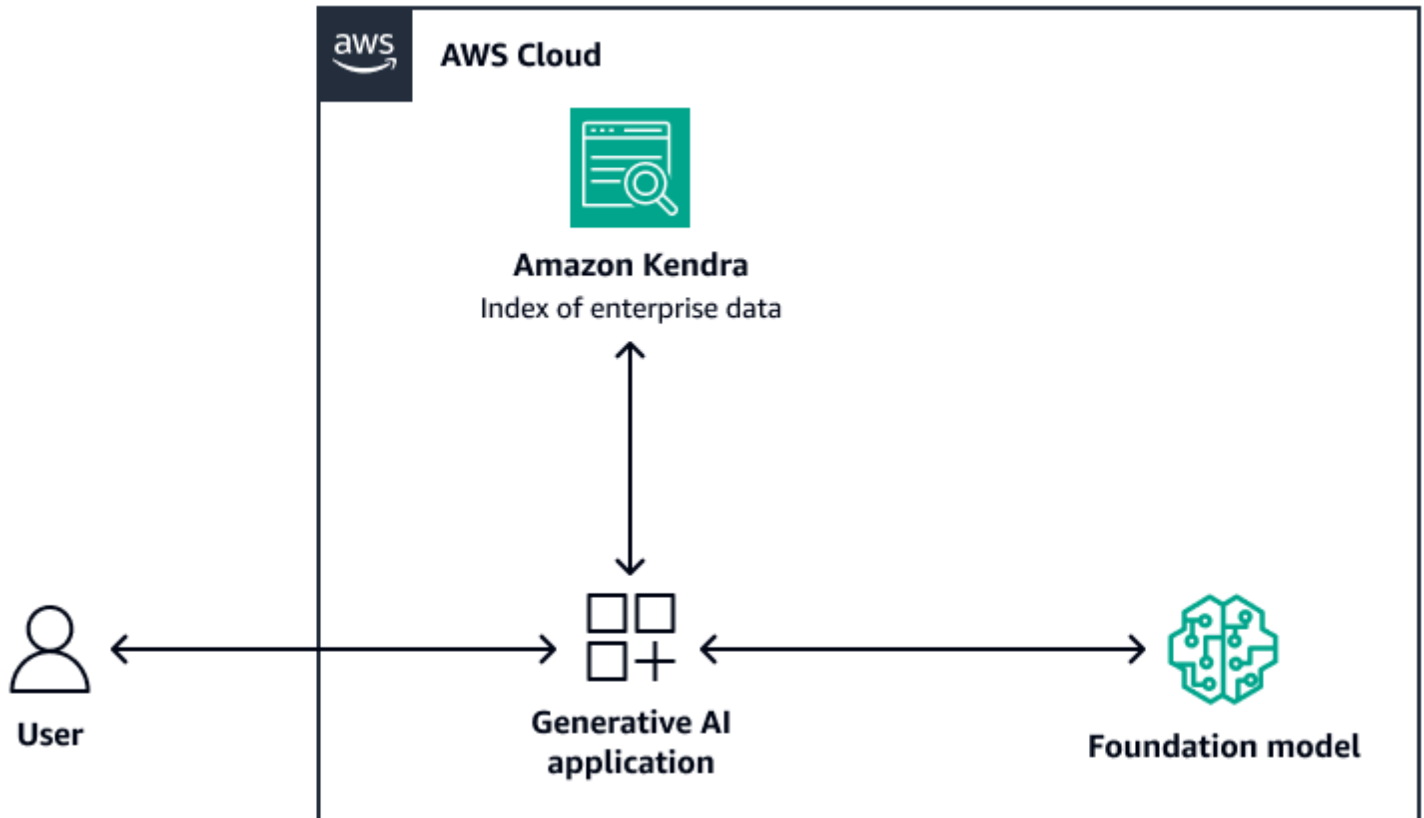 aws
AWS Cloud
Amazon Kendra
Index of enterprise data
User
Generative AI
application
Foundation model